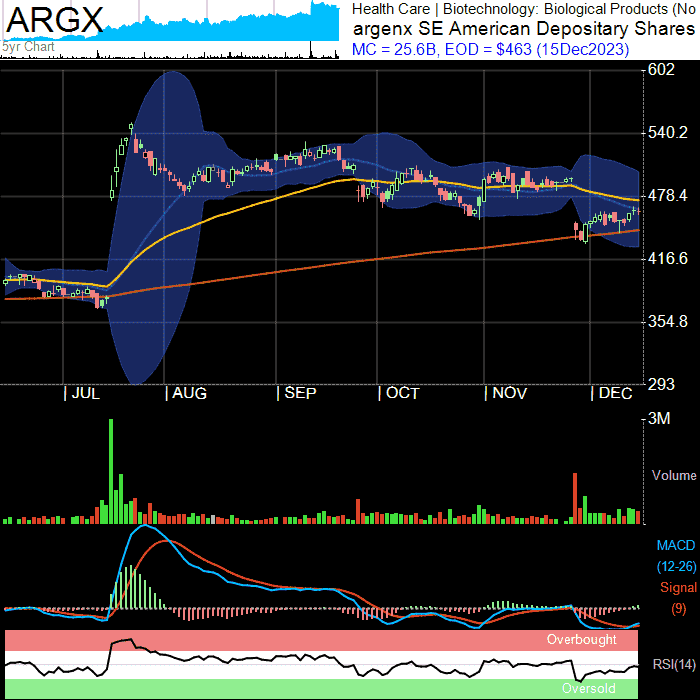 ARGX
5yr Chart
Health Care | Biotechnology: Biological Products (No
argenx SE American Depositary Shares
MC = 25.6B, EOD = $463 (15Dec2023)
602
540.2
478.4
416.6
354.8
293
| JUL | AUG | SEP | OCT | NOV | DEC
3M
Volume
MACD
(12-26)
Signal
(9)
Overbought
RSI(14)
Oversold